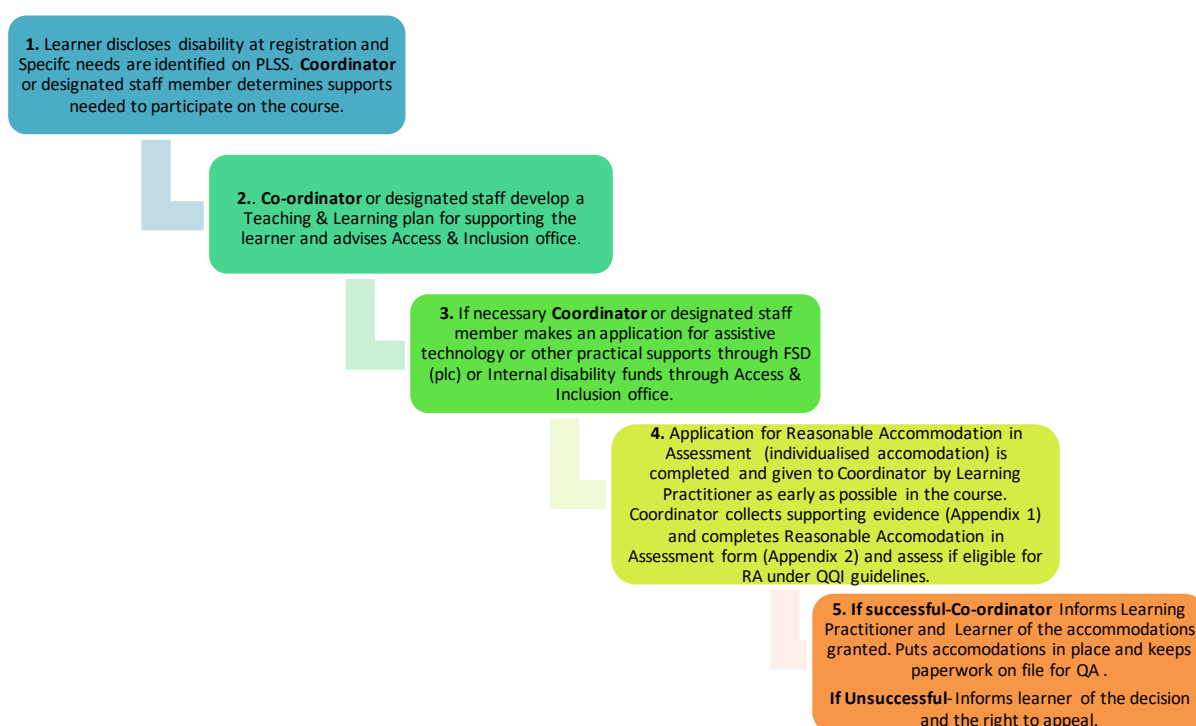 1. Learner discloses disability at registration and
Specifc needs are identified on PLSS. Coordinator
or designated staff member determines supports
needed to participate on the course.
2.. Co-ordinator or designated staff develop a
Teaching & Learning plan for supporting the
learner and advises Access & Inclusion office.
3. If necessary Coordinator or designated staff
member makes an application for assistive
technology or other practical supports through FSD
(plc) or Internal disability funds through Access &
Inclusion office.
4. Application for Reasonable Accommodation in
Assessment (individualised accomodation) is
completed and given to Coordinator by Learning
Practitioner as early as possible in the course.
Coordinator collects supporting evidence (Appendix 1)
and completes Reasonable Accomodation in
Assessment form (Appendix 2) and assess if eligible for
RA under QQI guidelines.
5. If successful-Co-ordinator Informs Learning
Practitioner and Learner of the accommodations
granted. Puts accomodations in place and keeps
paperwork on file for QA .
If Unsuccessful- Informs learner of the decision
and the right to appeal.